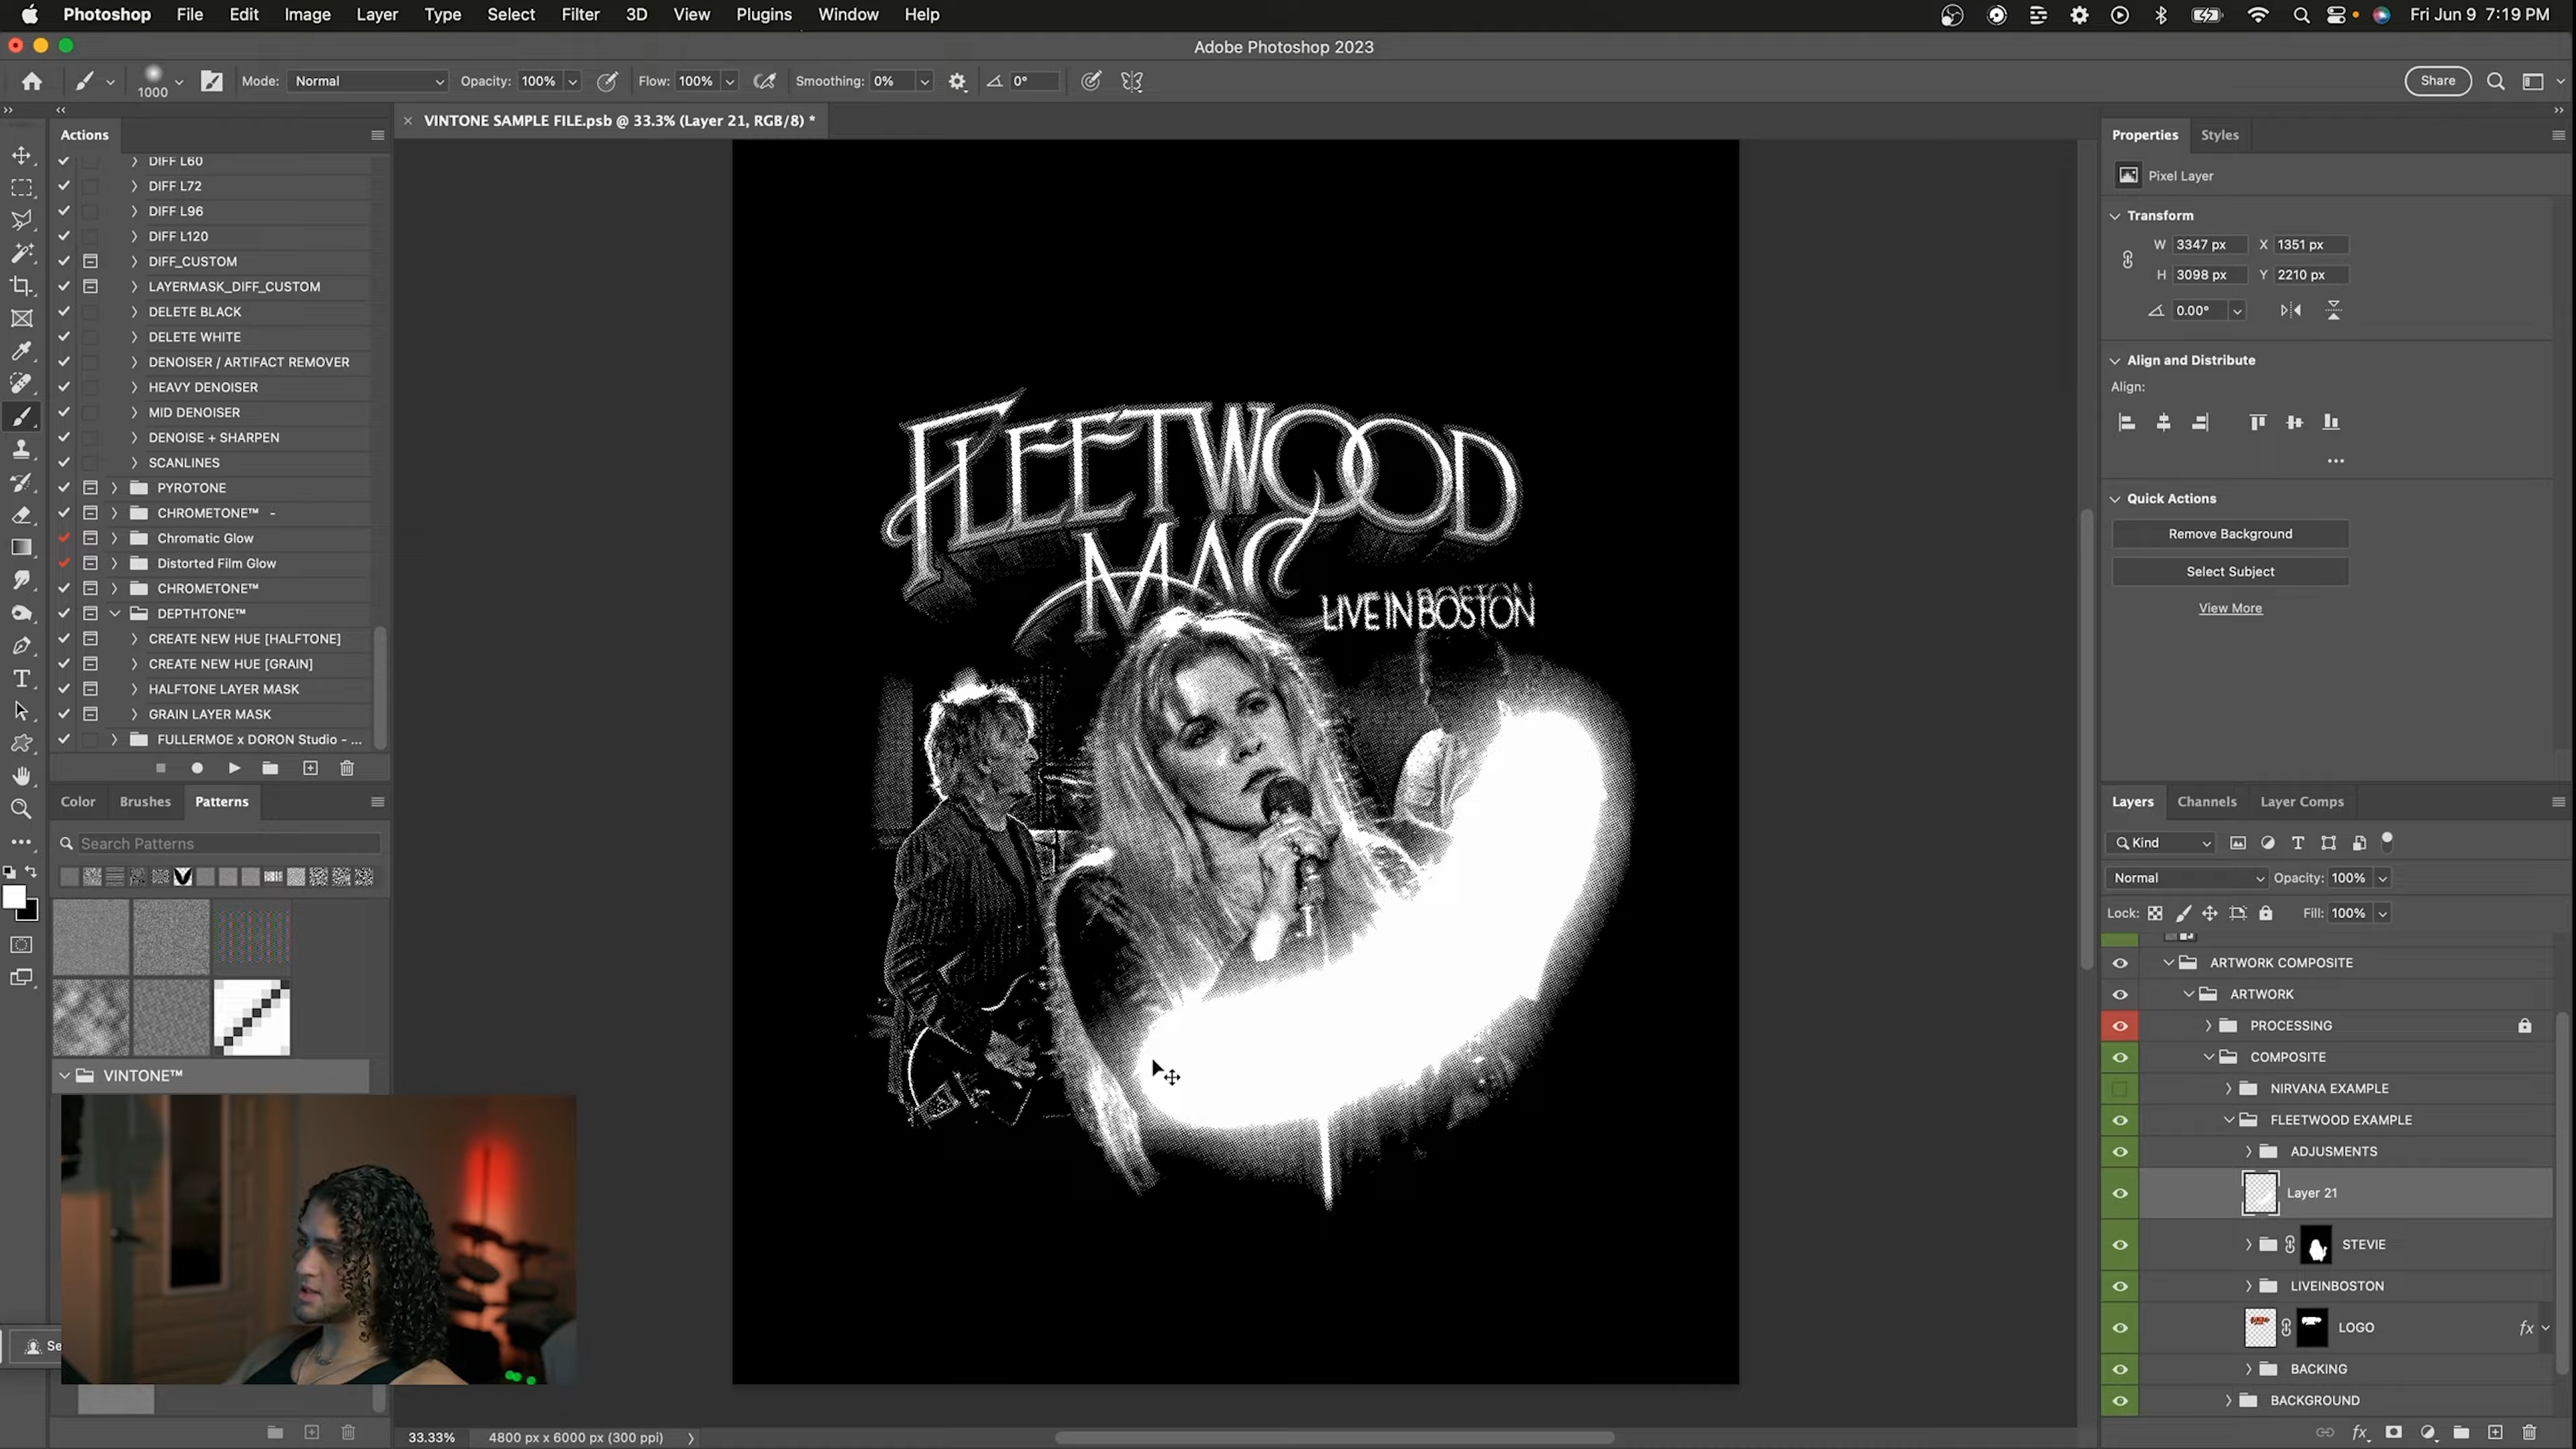 Photoshop File Edit Image Layer Type Select Filter 3D View Plugins Window Help Fri Jun 9 7:19 PM
Adobe Photoshop 2023
1000 Mode: Normal Opacity: 100% Flow: 100% Smoothing: 0% 0° Share
Actions
VINTONE SAMPLE FILE.psb @ 33.3% (Layer 21, RGB/8) *
DIFF L60
DIFF L72
DIFF L96
DIFF L120
DIFF_CUSTOM
LAYERMASK_DIFF_CUSTOM
DELETE BLACK
DELETE WHITE
DENOISER / ARTIFACT REMOVER
HEAVY DENOISER
MID DENOISER
DENOISE + SHARPEN
SCANLINES
PYROTONE
CHROMETONE™ -
Chromatic Glow
Distorted Film Glow
CHROMETONE™
DEPTHTONE™
CREATE NEW HUE [HALFTONE]
CREATE NEW HUE [GRAIN]
HALFTONE LAYER MASK
GRAIN LAYER MASK
FULLERMOE x DORON Studio - ...
Color Brushes Patterns
Search Patterns
VINTONE™
Se
FLEETWOOD
MAC
LIVE IN BOSTON
33.33% 4800 px x 6000 px (300 ppi)
Properties Styles
Pixel Layer
Transform
W 3347 px X 1351 px
H 3098 px Y 2210 px
0.00°
Align and Distribute
Align:
Quick Actions
Remove Background
Select Subject
View More
Layers Channels Layer Comps
Kind
Normal Opacity: 100%
Lock: Fill: 100%
ARTWORK COMPOSITE
ARTWORK
PROCESSING
COMPOSITE
NIRVANA EXAMPLE
FLEETWOOD EXAMPLE
ADJUSMENTS
Layer 21
STEVIE
LIVEINBOSTON
LOGO fx
BACKING
BACKGROUND
fx